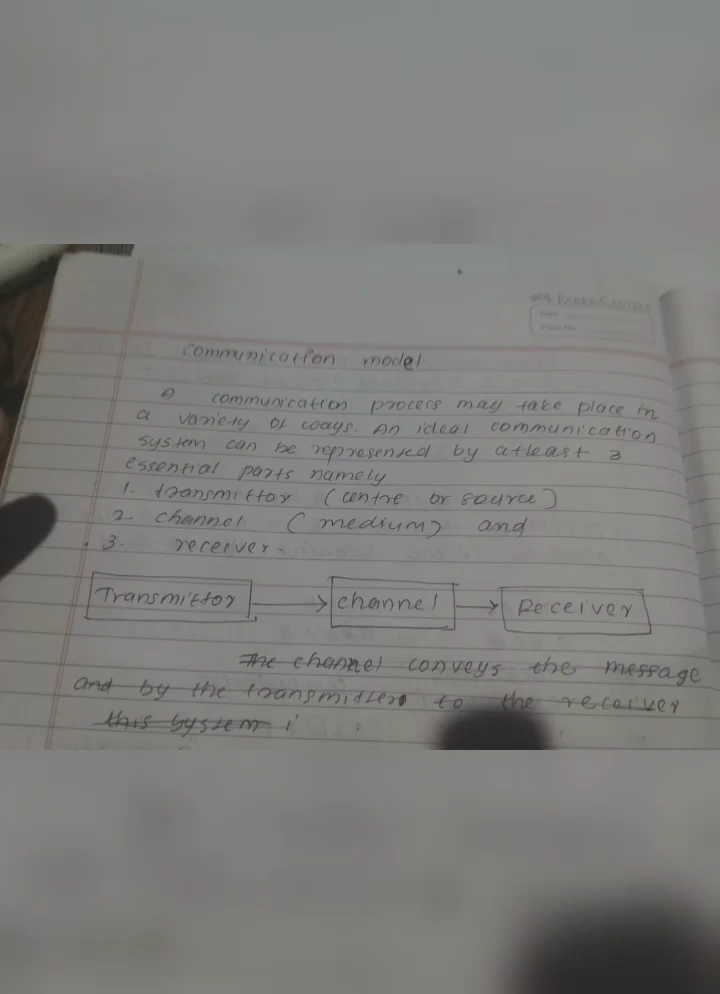 communication model
communication process may take place in
a variety of ways. An ideal communication
system can be represented by atleast 3
essential parts namely
1. transmittor (centre or source)
2. channel (medium) and
3. receiver.
Transmittor → channel → Receiver
The channel conveys the message
and by the transmitter to the receiver
this system i